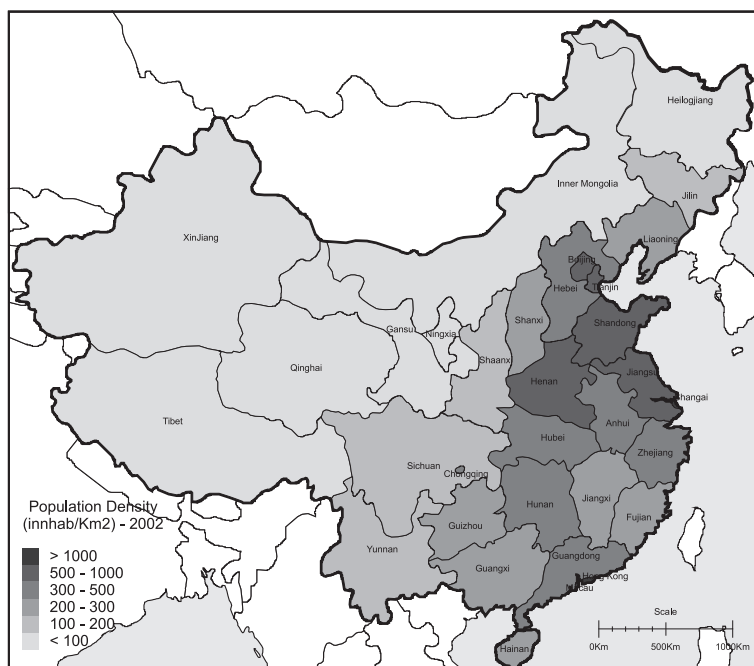 Heilogjiang
Inner Mongolia
Jilin
XinJiang
Liaoning
Beijing
Tianjin
Hebei
Shanxi
Shandong
Gansu
Ningxia
Shaanx
Qinghai
Henan
Jiangsu
Shangai
Tibet
Anhui
Hubei
Zhejiang
Sichuan
Chongqing
Hunan
Jiangxi
Fujian
Guizhou
Yunnan
Guangxi
Guangdong
Hong Kong
Macau
Hainan
Population Density
(innhab/Km2) - 2002
> 1000
500 - 1000
300 - 500
200 - 300
100 - 200
< 100
Scale
0Km 500Km 1000Km